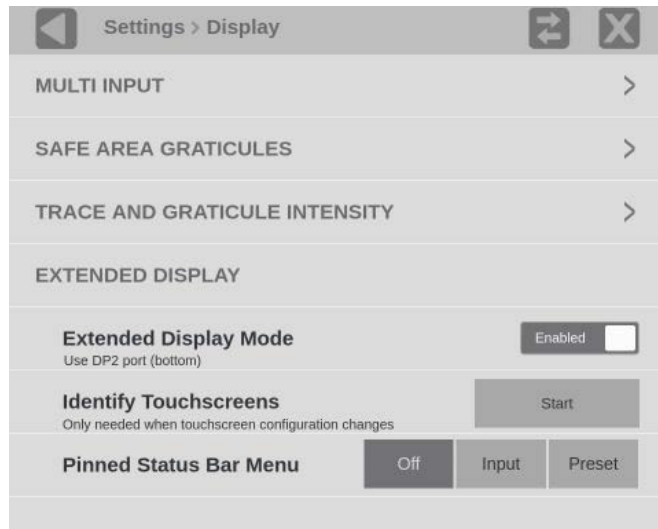 Settings > Display
MULTI INPUT >
SAFE AREA GRATICULES >
TRACE AND GRATICULE INTENSITY >
EXTENDED DISPLAY
Extended Display Mode Enabled
Use DP2 port (bottom)
Identify Touchscreens Start
Only needed when touchscreen configuration changes
Pinned Status Bar Menu Off Input Preset